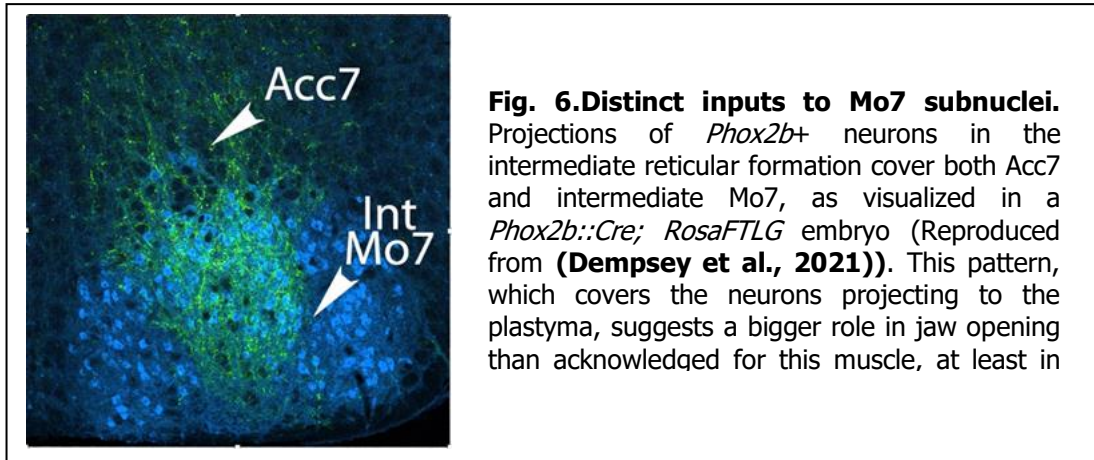 Acc7
Int
Mo7
Fig. 6.Distinct inputs to Mo7 subnuclei.
Projections of Phox2b+ neurons in the
intermediate reticular formation cover both Acc7
and intermediate Mo7, as visualized in a
Phox2b::Cre; RosaFTLG embryo (Reproduced
from (Dempsey et al., 2021)). This pattern,
which covers the neurons projecting to the
plastyma, suggests a bigger role in jaw opening
than acknowledged for this muscle, at least in